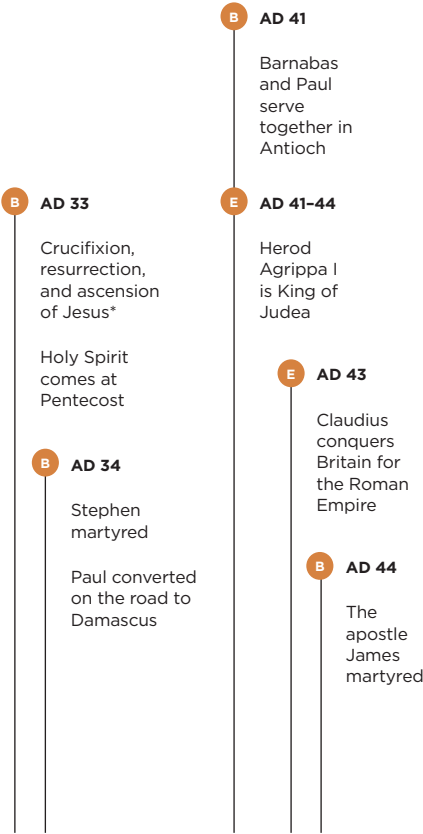 B AD 33
Crucifixion,
resurrection,
and ascension
of Jesus*
Holy Spirit
comes at
Pentecost
B AD 34
Stephen
martyred
Paul converted
on the road to
Damascus
B AD 41
Barnabas
and Paul
serve
together in
Antioch
E AD 41–44
Herod
Agrippa I
is King of
Judea
E AD 43
Claudius
conquers
Britain for
the Roman
Empire
B AD 44
The
apostle
James
martyred